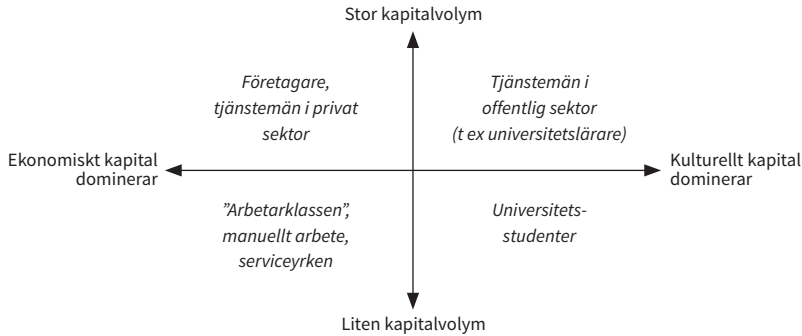 Stor kapitalvolym
Företagare,
tjänstemän i privat
sektor
Tjänstemän i
offentlig sektor
(t ex universitetslärare)
Ekonomiskt kapital
dominerar
Kulturellt kapital
dominerar
”Arbetarklassen”,
manuellt arbete,
serviceyrken
Universitets-
studenter
Liten kapitalvolym